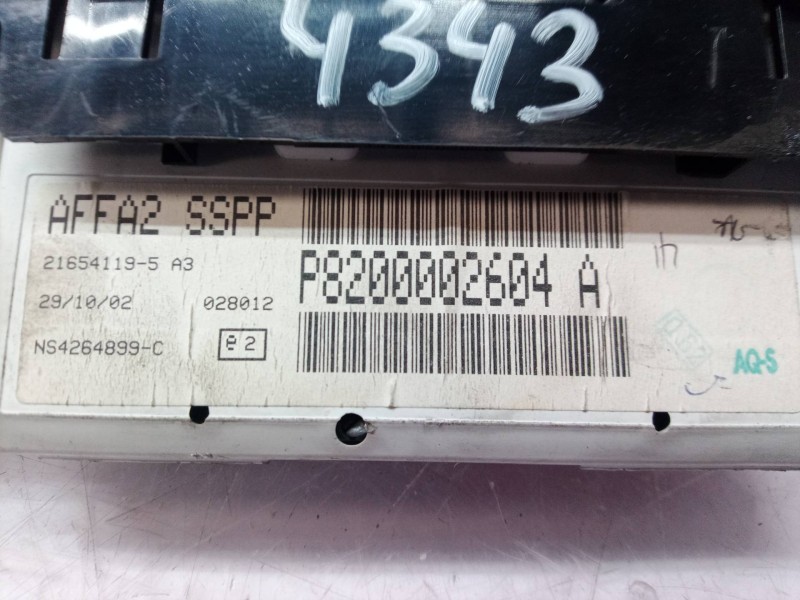 4343
AFFA2 SSPP
21654119-5 A3
P8200002604 A
29/10/02 028012
NS4264899-C e2
AQ-S